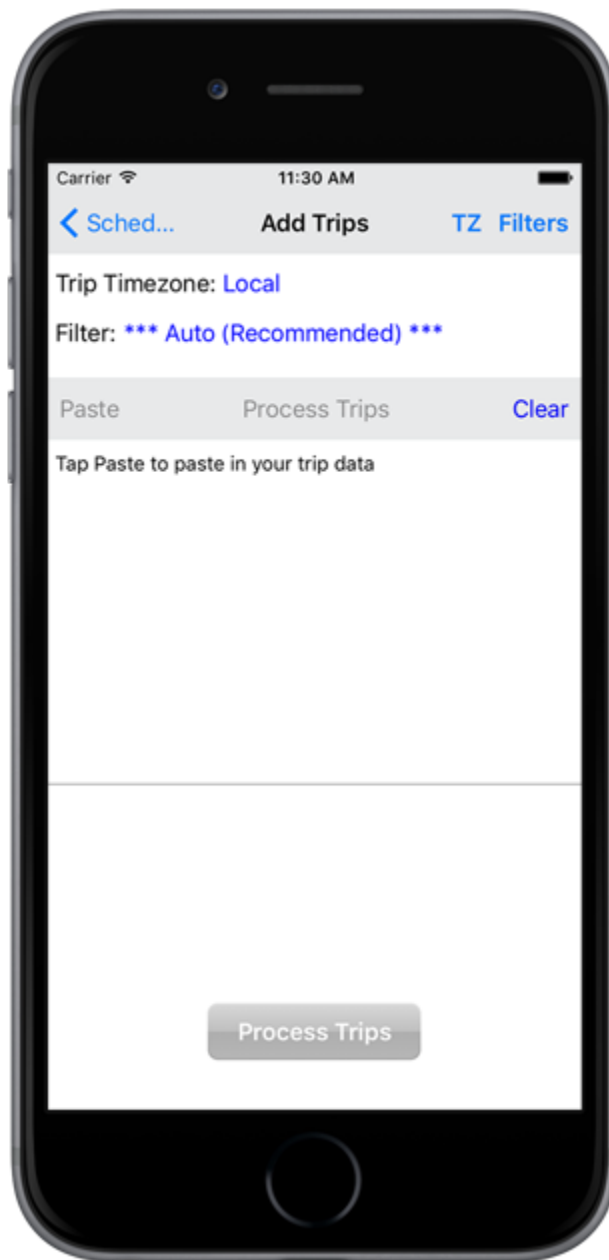 Carrier 11:30 AM
Sched... Add Trips TZ Filters
Trip Timezone: Local
Filter: *** Auto (Recommended) ***
Paste Process Trips Clear
Tap Paste to paste in your trip data
Process Trips